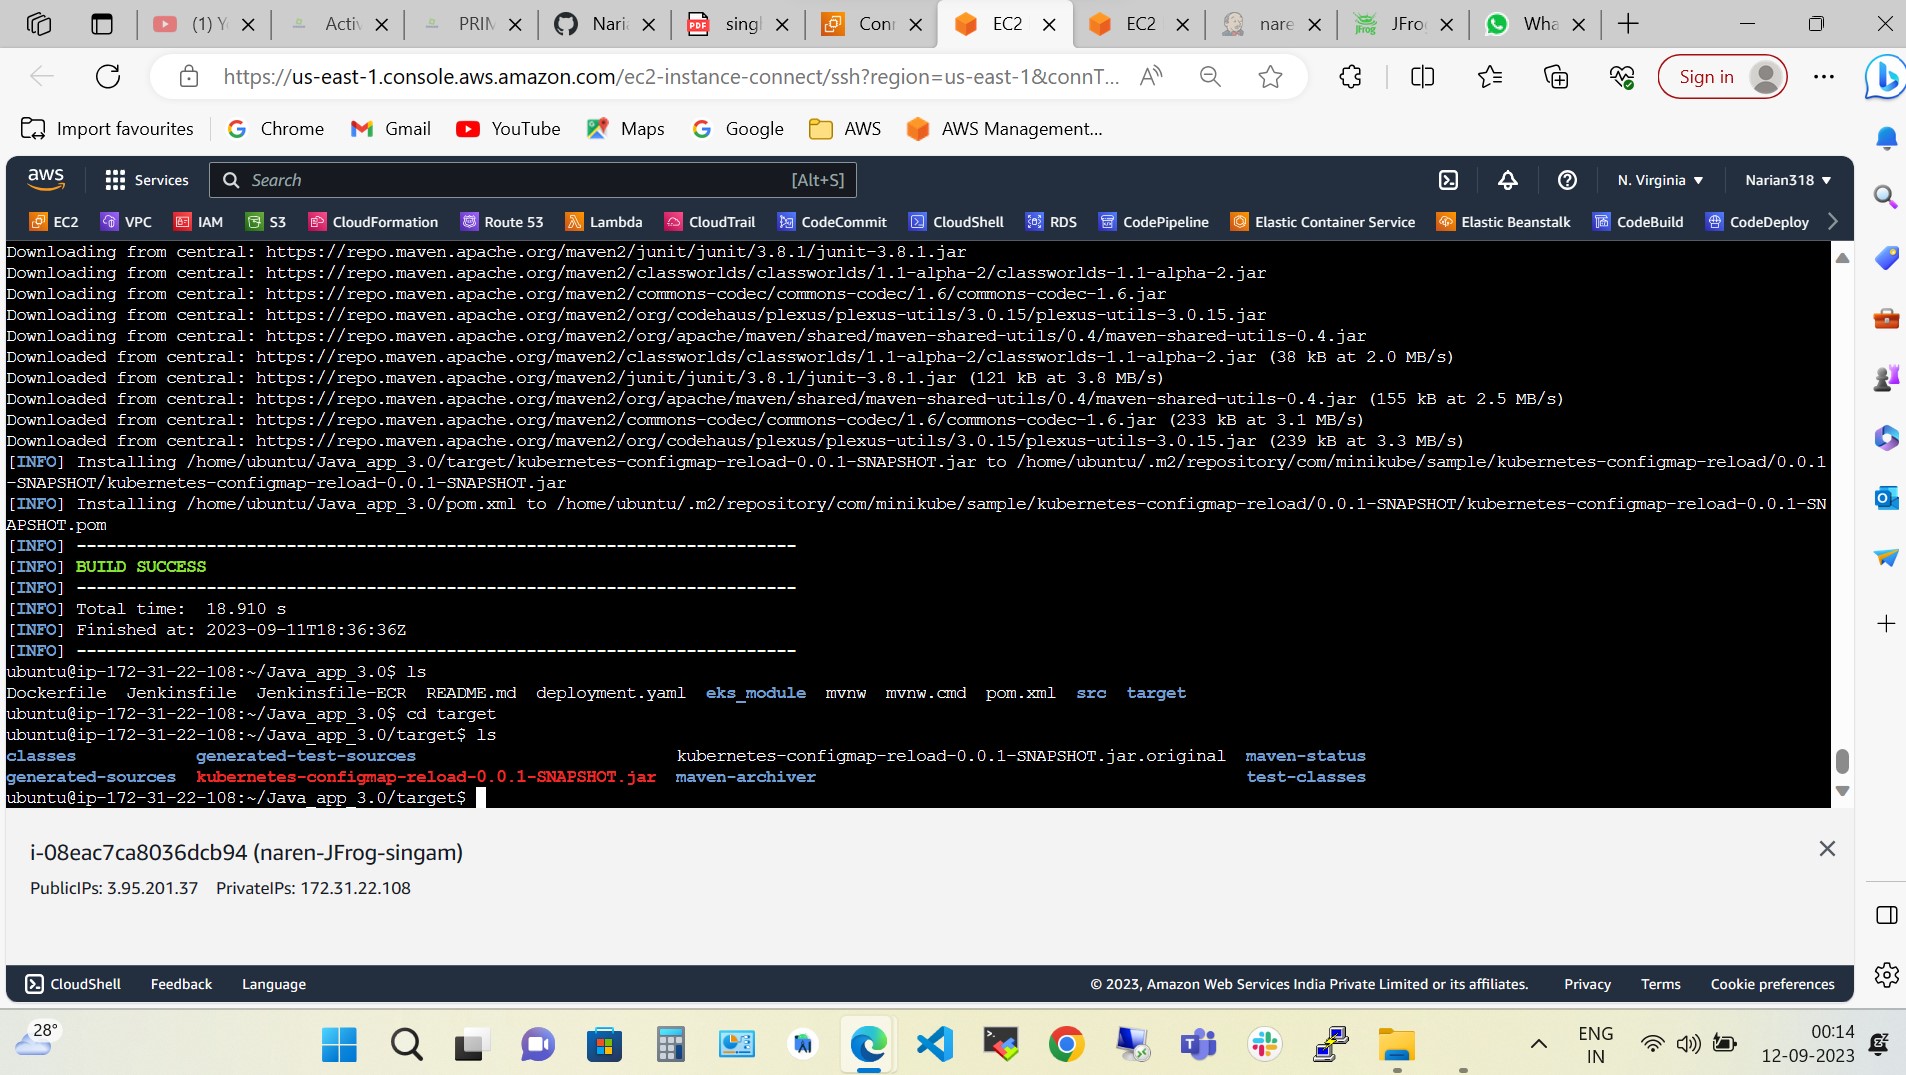 (1) Yo
Activ
PRIM
Naria
singl
Conn
EC2
EC2
nare
JFrog
What
https://us-east-1.console.aws.amazon.com/ec2-instance-connect/ssh?region=us-east-1&connT...
Sign in
Import favourites
Chrome
Gmail
YouTube
Maps
Google
AWS
AWS Management...
aws
Services
Search
[Alt+S]
N. Virginia
Narian318
EC2
VPC
IAM
S3
CloudFormation
Route 53
Lambda
CloudTrail
CodeCommit
CloudShell
RDS
CodePipeline
Elastic Container Service
Elastic Beanstalk
CodeBuild
CodeDeploy
Downloading from central: https://repo.maven.apache.org/maven2/junit/junit/3.8.1/junit-3.8.1.jar
Downloading from central: https://repo.maven.apache.org/maven2/classworlds/classworlds/1.1-alpha-2/classworlds-1.1-alpha-2.jar
Downloading from central: https://repo.maven.apache.org/maven2/commons-codec/commons-codec/1.6/commons-codec-1.6.jar
Downloading from central: https://repo.maven.apache.org/maven2/org/codehaus/plexus/plexus-utils/3.0.15/plexus-utils-3.0.15.jar
Downloading from central: https://repo.maven.apache.org/maven2/org/apache/maven/shared/maven-shared-utils/0.4/maven-shared-utils-0.4.jar
Downloaded from central: https://repo.maven.apache.org/maven2/classworlds/classworlds/1.1-alpha-2/classworlds-1.1-alpha-2.jar (38 kB at 2.0 MB/s)
Downloaded from central: https://repo.maven.apache.org/maven2/junit/junit/3.8.1/junit-3.8.1.jar (121 kB at 3.8 MB/s)
Downloaded from central: https://repo.maven.apache.org/maven2/org/apache/maven/shared/maven-shared-utils/0.4/maven-shared-utils-0.4.jar (155 kB at 2.5 MB/s)
Downloaded from central: https://repo.maven.apache.org/maven2/commons-codec/commons-codec/1.6/commons-codec-1.6.jar (233 kB at 3.1 MB/s)
Downloaded from central: https://repo.maven.apache.org/maven2/org/codehaus/plexus/plexus-utils/3.0.15/plexus-utils-3.0.15.jar (239 kB at 3.3 MB/s)
[INFO] Installing /home/ubuntu/Java_app_3.0/target/kubernetes-configmap-reload-0.0.1-SNAPSHOT.jar to /home/ubuntu/.m2/repository/com/minikube/sample/kubernetes-configmap-reload/0.0.1
-SNAPSHOT/kubernetes-configmap-reload-0.0.1-SNAPSHOT.jar
[INFO] Installing /home/ubuntu/Java_app_3.0/pom.xml to /home/ubuntu/.m2/repository/com/minikube/sample/kubernetes-configmap-reload/0.0.1-SNAPSHOT/kubernetes-configmap-reload-0.0.1-SN
APSHOT.pom
[INFO] ------------------------------------------------------------------------
[INFO] BUILD SUCCESS
[INFO] ------------------------------------------------------------------------
[INFO] Total time:  18.910 s
[INFO] Finished at: 2023-09-11T18:36:36Z
[INFO] ------------------------------------------------------------------------
ubuntu@ip-172-31-22-108:~/Java_app_3.0$ ls
Dockerfile  Jenkinsfile  Jenkinsfile-ECR  README.md  deployment.yaml  eks_module  mvnw  mvnw.cmd  pom.xml  src  target
ubuntu@ip-172-31-22-108:~/Java_app_3.0$ cd target
ubuntu@ip-172-31-22-108:~/Java_app_3.0/target$ ls
classes            generated-test-sources                          kubernetes-configmap-reload-0.0.1-SNAPSHOT.jar.original  maven-status
generated-sources  kubernetes-configmap-reload-0.0.1-SNAPSHOT.jar  maven-archiver                                           test-classes
ubuntu@ip-172-31-22-108:~/Java_app_3.0/target$
i-08eac7ca8036dcb94 (naren-JFrog-singam)
PublicIPs: 3.95.201.37    PrivateIPs: 172.31.22.108
CloudShell
Feedback
Language
© 2023, Amazon Web Services India Private Limited or its affiliates.
Privacy
Terms
Cookie preferences
28°
ENG
IN
00:14
12-09-2023